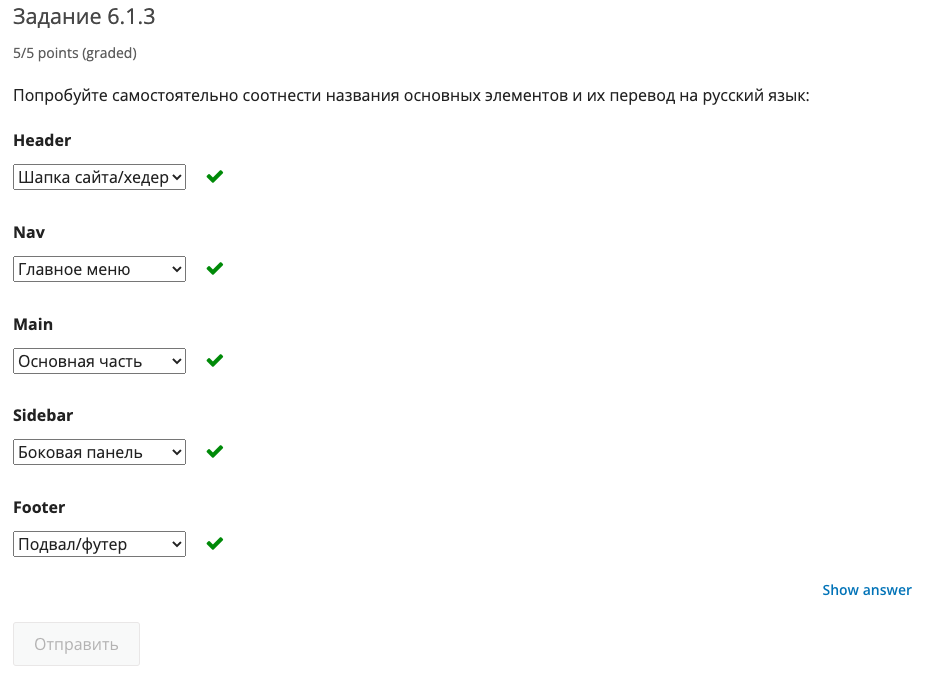 Задание 6.1.3
5/5 points (graded)
Попробуйте самостоятельно соотнести названия основных элементов и их перевод на русский язык:
Header
Шапка сайта/хедер
Nav
Главное меню
Main
Основная часть
Sidebar
Боковая панель
Footer
Подвал/футер
Show answer
Отправить